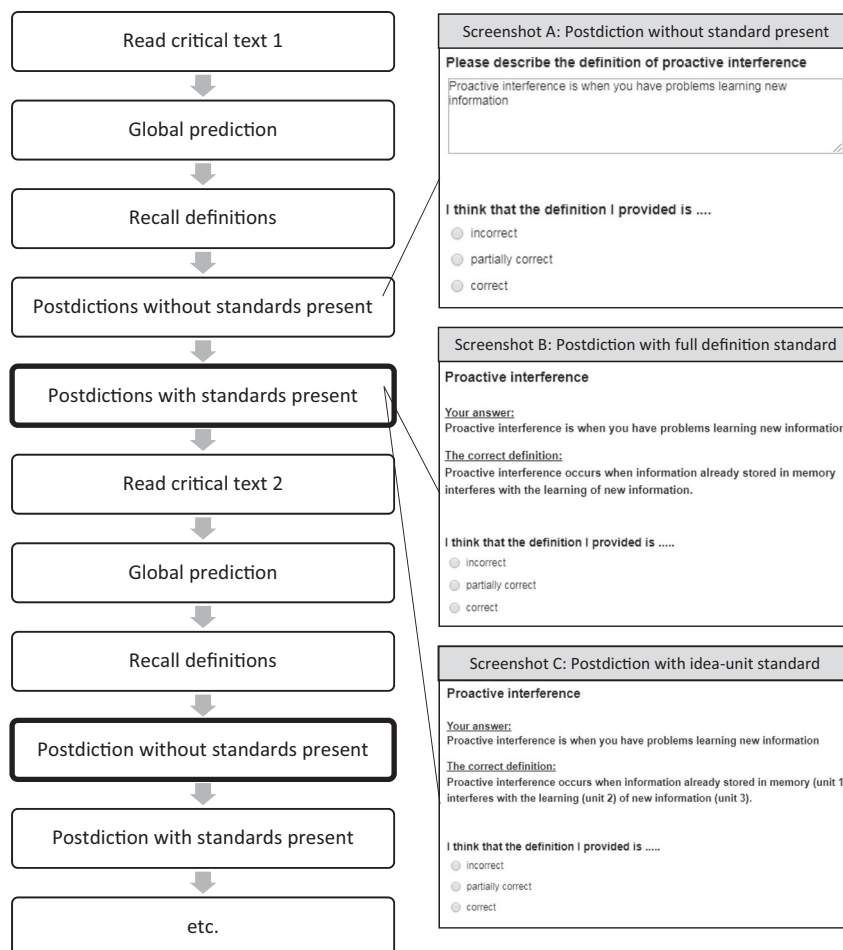 Read critical text 1
Global prediction
Recall definitions
Postdictions without standards present
Postdictions with standards present
Read critical text 2
Global prediction
Recall definitions
Postdiction without standards present
Postdiction with standards present
etc.
Screenshot A: Postdiction without standard present
Please describe the definition of proactive interference
Proactive interference is when you have problems learning new
information
I think that the definition I provided is ....
incorrect
partially correct
correct
Screenshot B: Postdiction with full definition standard
Proactive interference
Your answer:
Proactive interference is when you have problems learning new information
The correct definition:
Proactive interference occurs when information already stored in memory
interferes with the learning of new information.
I think that the definition I provided is .....
incorrect
partially correct
correct
Screenshot C: Postdiction with idea-unit standard
Proactive interference
Your answer:
Proactive interference is when you have problems learning new information
The correct definition:
Proactive interference occurs when information already stored in memory (unit 1
interferes with the learning (unit 2) of new information (unit 3).
I think that the definition I provided is .....
incorrect
partially correct
correct